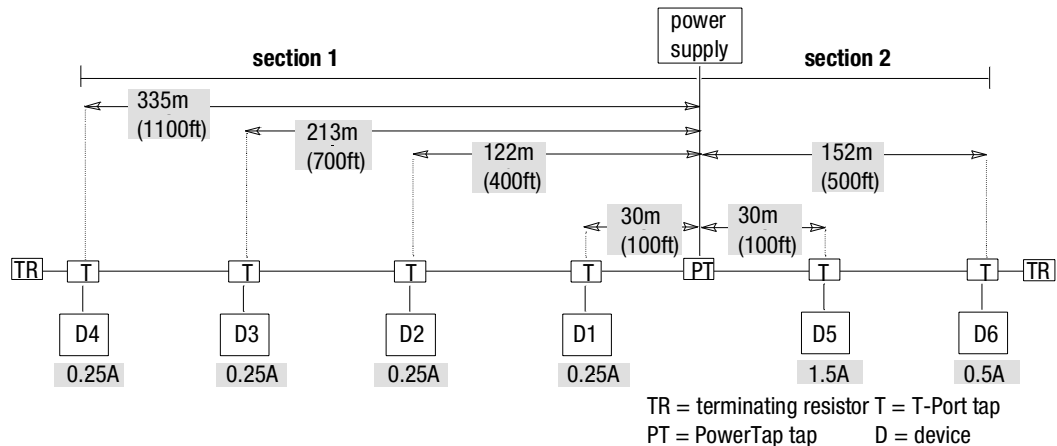 power
supply
section 1
section 2
335m
(1100ft)
213m
(700ft)
122m
(400ft)
152m
(500ft)
30m
(100ft)
30m
(100ft)
TR T T T T PT T T TR
D4 D3 D2 D1 D5 D6
0.25A 0.25A 0.25A 0.25A 1.5A 0.5A
TR = terminating resistor T = T-Port tap
PT = PowerTap tap D = device